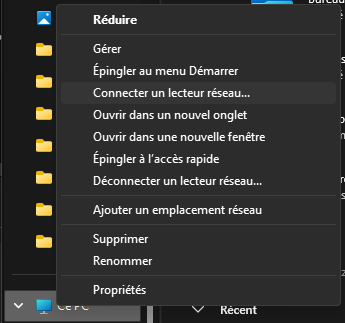 Réduire
Gérer
Épingler au menu Démarrer
Connecter un lecteur réseau...
Ouvrir dans un nouvel onglet
Ouvrir dans une nouvelle fenêtre
Épingler à l'accès rapide
Déconnecter un lecteur réseau...
Ajouter un emplacement réseau
Supprimer
Renommer
Propriétés
Ce PC
Récent